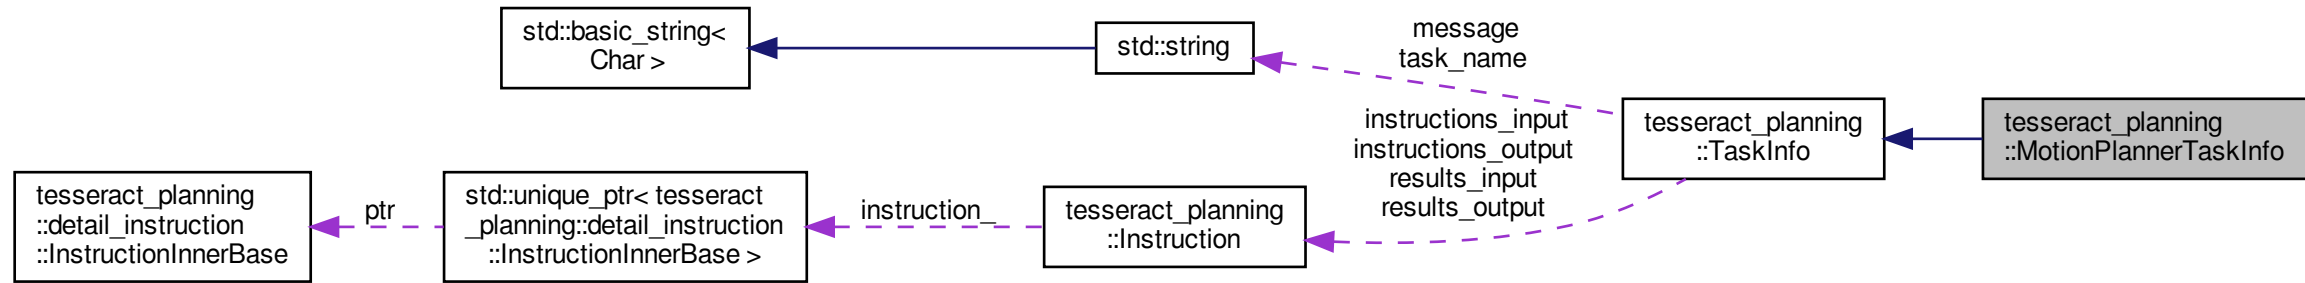 std::basic_string<
Char >
std::string
message
task_name
instructions_input
instructions_output
results_input
results_output
tesseract_planning
::TaskInfo
tesseract_planning
::MotionPlannerTaskInfo
tesseract_planning
::detail_instruction
::InstructionInnerBase
ptr
std::unique_ptr< tesseract
_planning::detail_instruction
::InstructionInnerBase >
instruction_
tesseract_planning
::Instruction